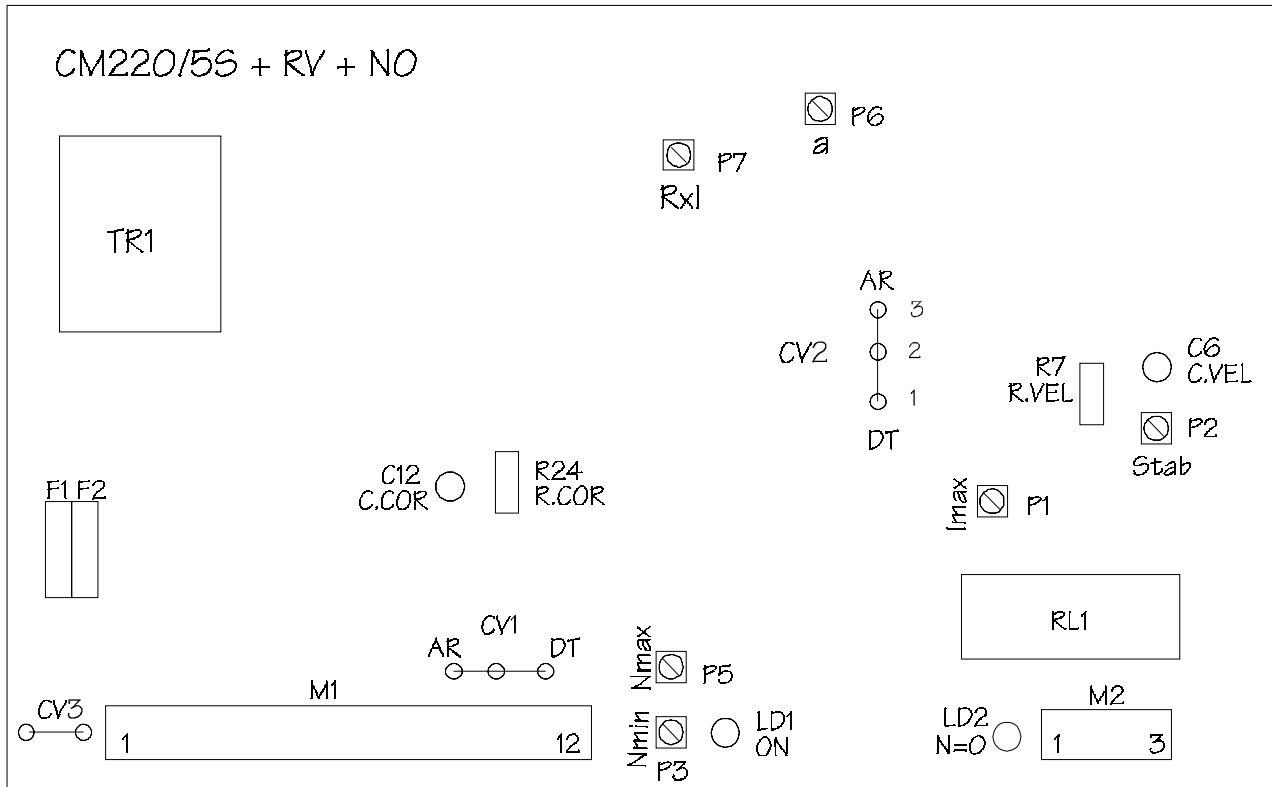 CM220/5S + RV + NO
P6
a
P7
RxI
TR1
AR
3
CV2
2
1
DT
C6
C.VEL
R7
R.VEL
P2
Stab
C12
C.COR
R24
R.COR
F1 F2
Imax
P1
RL1
CV1
AR
DT
Nmax
P5
M1
CV3
1
12
Nmin
P3
LD1
ON
LD2
N=O
M2
1
3